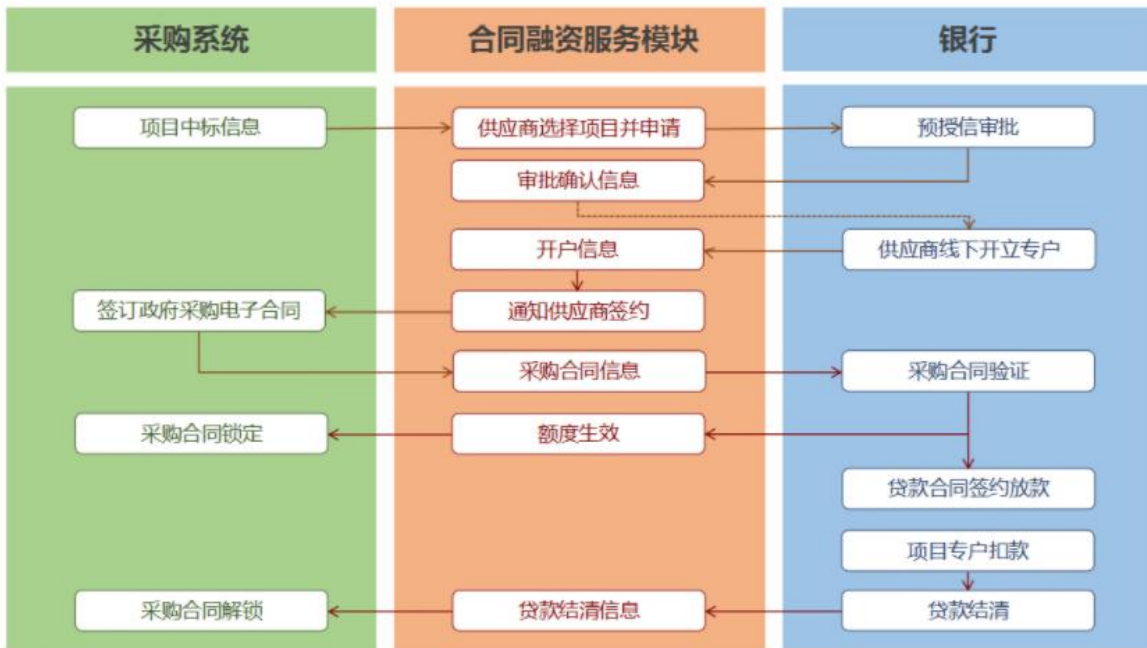 采购系统
合同融资服务模块
银行
项目中标信息
供应商选择项目并申请
预授信审批
审批确认信息
开户信息
供应商线下开立专户
签订政府采购电子合同
通知供应商签约
采购合同信息
采购合同验证
采购合同锁定
额度生效
贷款合同签约放款
项目专户扣款
采购合同解锁
贷款结清信息
贷款结清